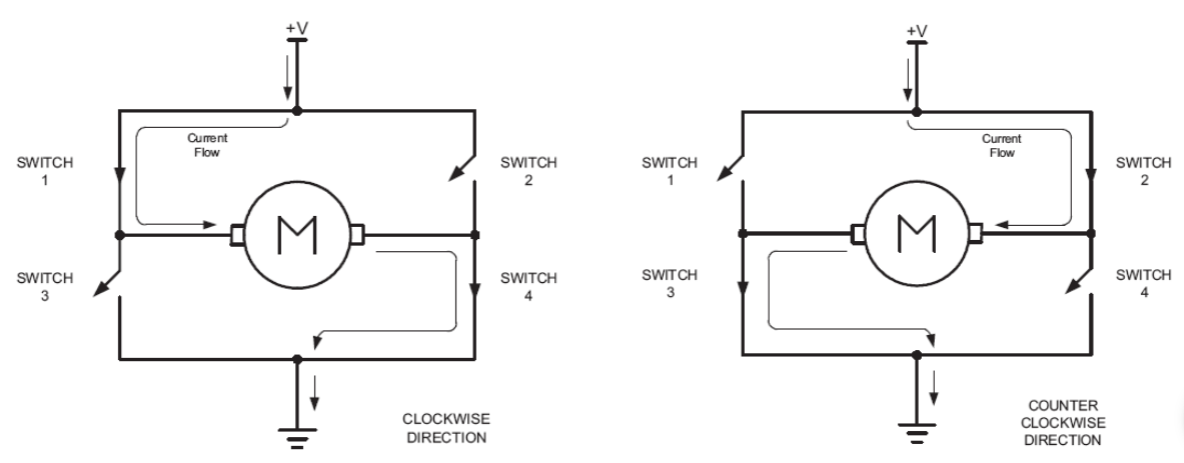 +V
Current
Flow
SWITCH
1
SWITCH
2
M
SWITCH
3
SWITCH
4
CLOCKWISE
DIRECTION
+V
Current
Flow
SWITCH
1
SWITCH
2
M
SWITCH
3
SWITCH
4
COUNTER
CLOCKWISE
DIRECTION